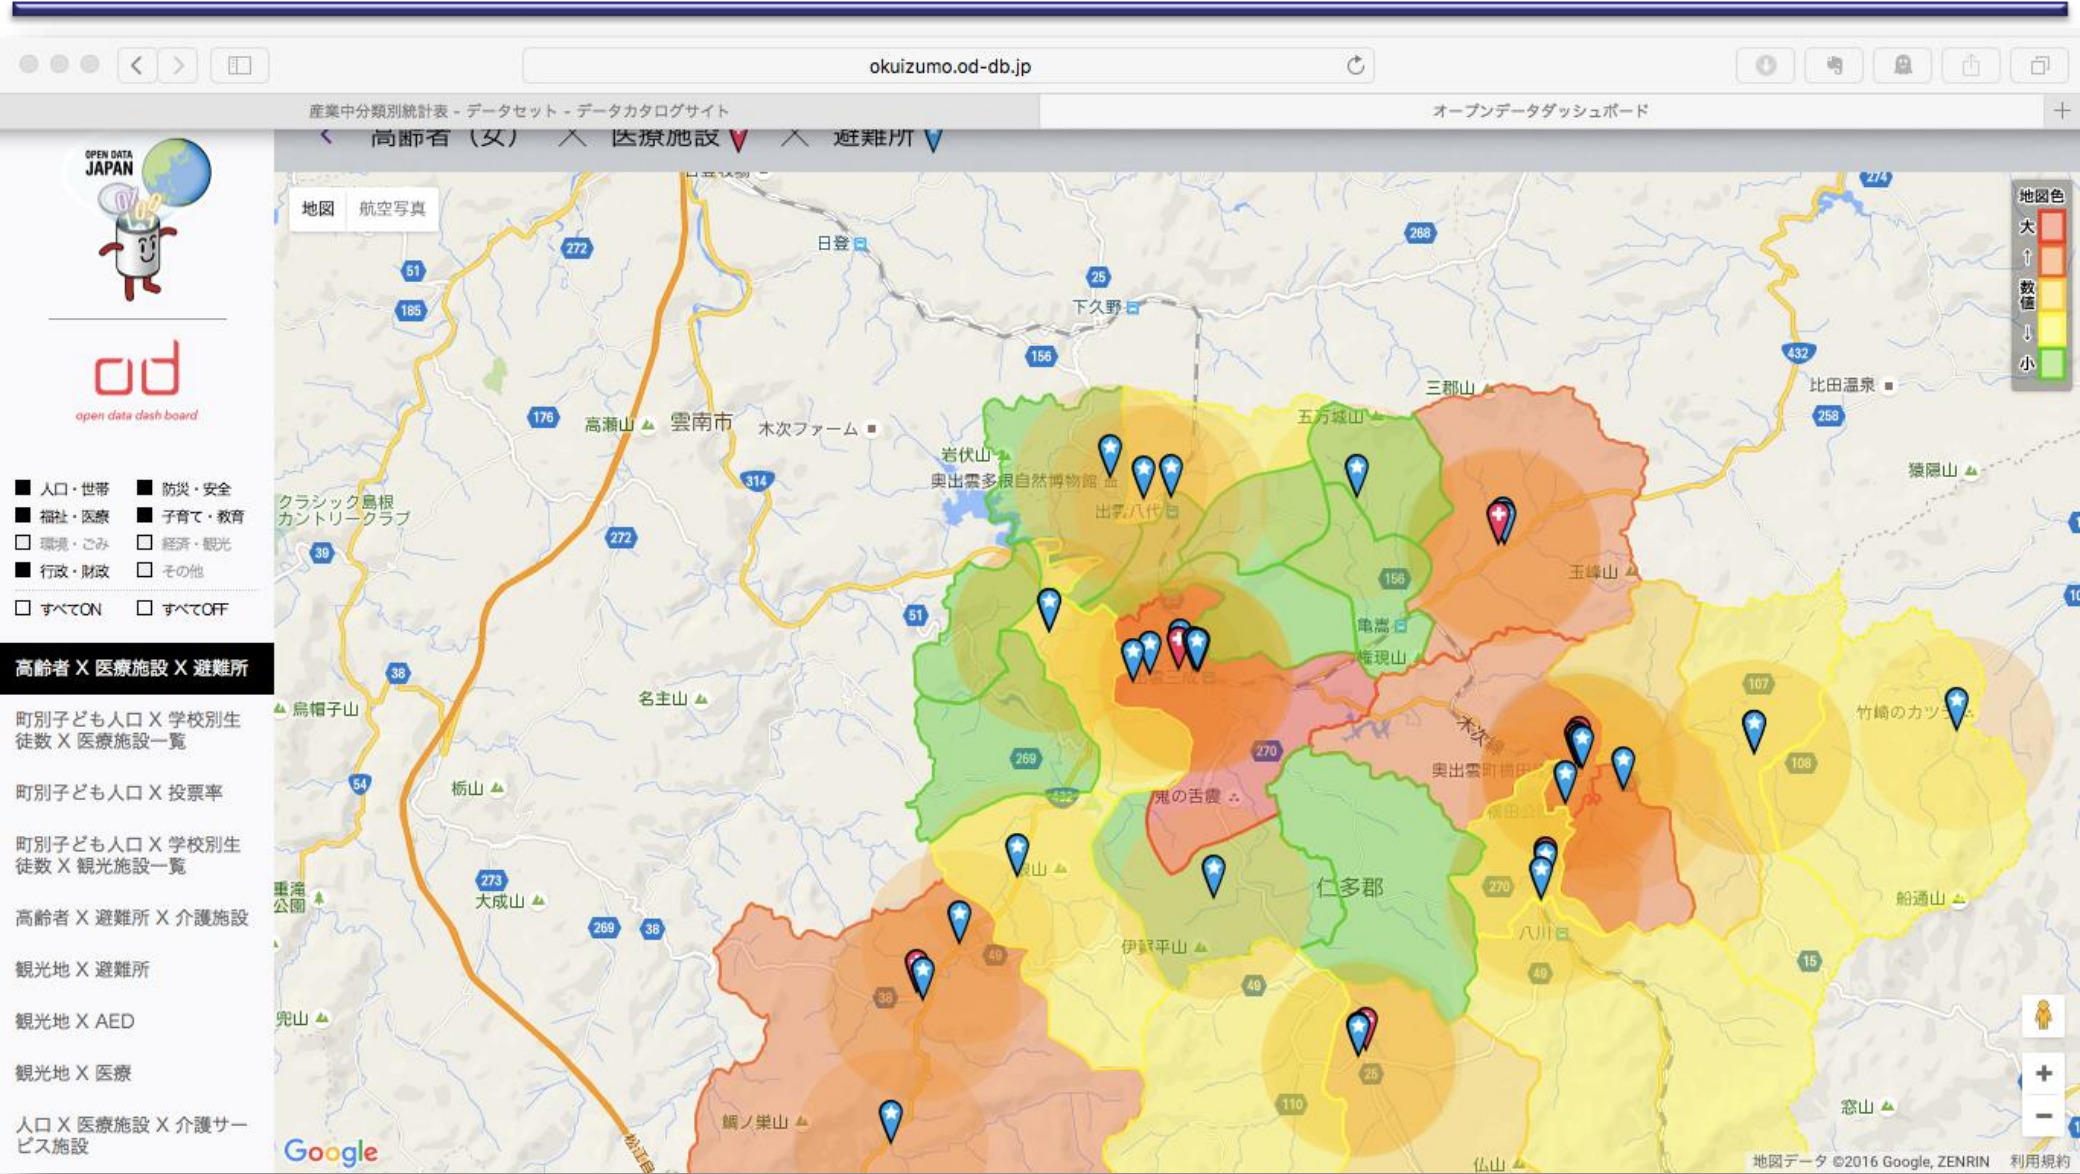 okuizumo.od-db.jp
産業中分類別統計表 - データセット - データカタログサイト
オープンデータダッシュボード
高齢者（女） × 医療施設 × 避難所
OPEN DATA
JAPAN
od
open data dash board
■ 人口・世帯 ■ 防災・安全
■ 福祉・医療 ■ 子育て・教育
□ 環境・ごみ □ 経済・観光
■ 行政・財政 □ その他
□ すべてON □ すべてOFF
高齢者 X 医療施設 X 避難所
町別子ども人口 X 学校別生
徒数 X 医療施設一覧
町別子ども人口 X 投票率
町別子ども人口 X 学校別生
徒数 X 観光施設一覧
高齢者 X 避難所 X 介護施設
観光地 X 避難所
観光地 X AED
観光地 X 医療
人口 X 医療施設 X 介護サー
ビス施設
地図 航空写真
地図色
大
↑
数
値
↓
小
274
272
日登
268
51
25
185
下久野
156
432
三郡山
比田温泉
176
高瀬山
雲南市
木次ファーム
五万城山
258
岩伏山
猿隠山
314
奥出雲多根自然博物館
クラシック島根
カントリークラブ
出雲八代
272
39
玉峰山
156
51
亀嵩
権現山
38
出雲三成
烏帽子山
名主山
107
竹崎のカツラ
木次線
269
270
108
54
栃山
432
鬼の舌震
273
大成山
仁多郡
270
船通山
重滝
公園
269
38
八川
伊賀平山
49
15
49
49
38
兜山
25
110
鯛ノ巣山
窓山
仏山
Google
地図データ ©2016 Google, ZENRIN 利用規約